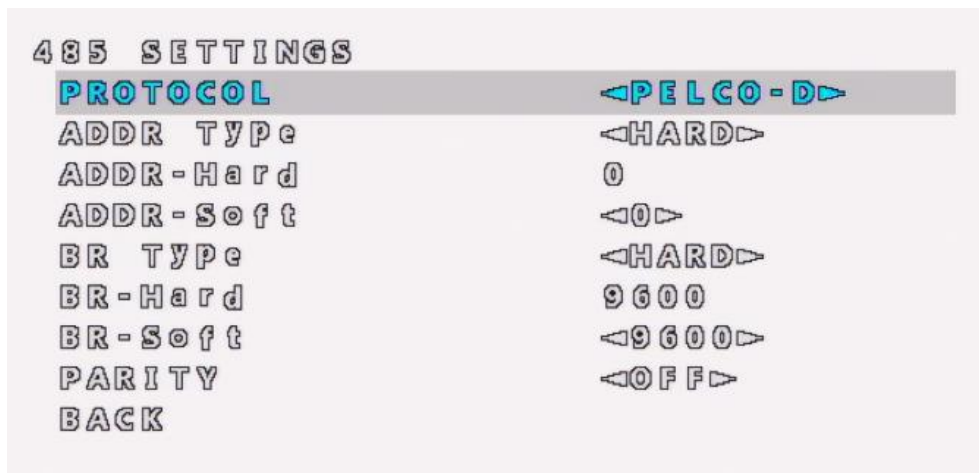 485 SETTINGS
PROTOCOL ◅PELCO-D▻
ADDR Type ◅HARD▻
ADDR-Hard 0
ADDR-Soft ◅0▻
BR Type ◅HARD▻
BR-Hard 9600
BR-Soft ◅9600▻
PARITY ◅OFF▻
BACK